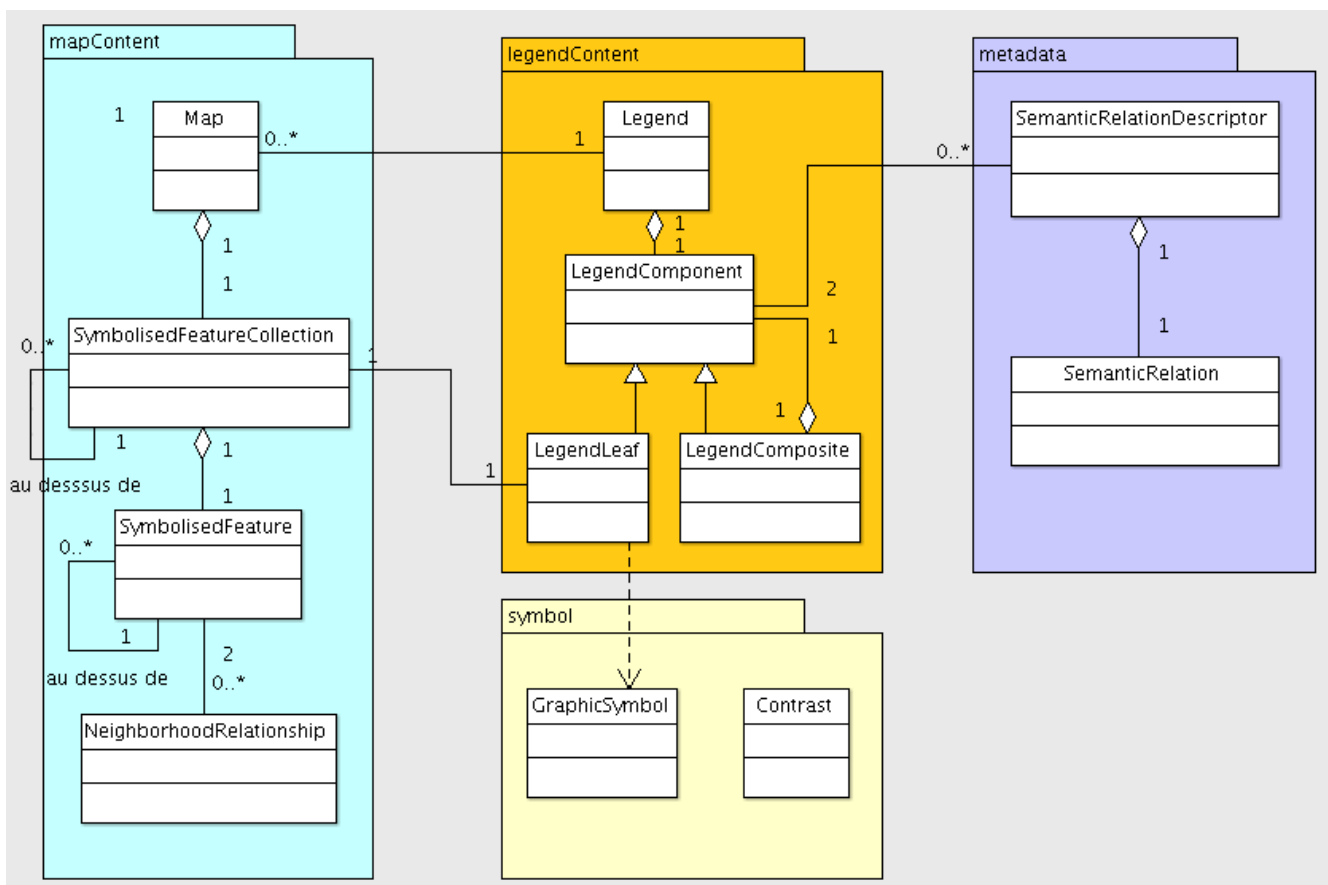 mapContent
1
Map
0..*
1
1
SymbolisedFeatureCollection
0..*
1
1
au desssus de
1
1
SymbolisedFeature
0..*
1
au dessus de
2
0..*
NeighborhoodRelationship
legendContent
1
Legend
1
1
LegendComponent
2
1
1
LegendLeaf
1
LegendComposite
metadata
0..*
SemanticRelationDescriptor
1
1
SemanticRelation
symbol
GraphicSymbol
Contrast